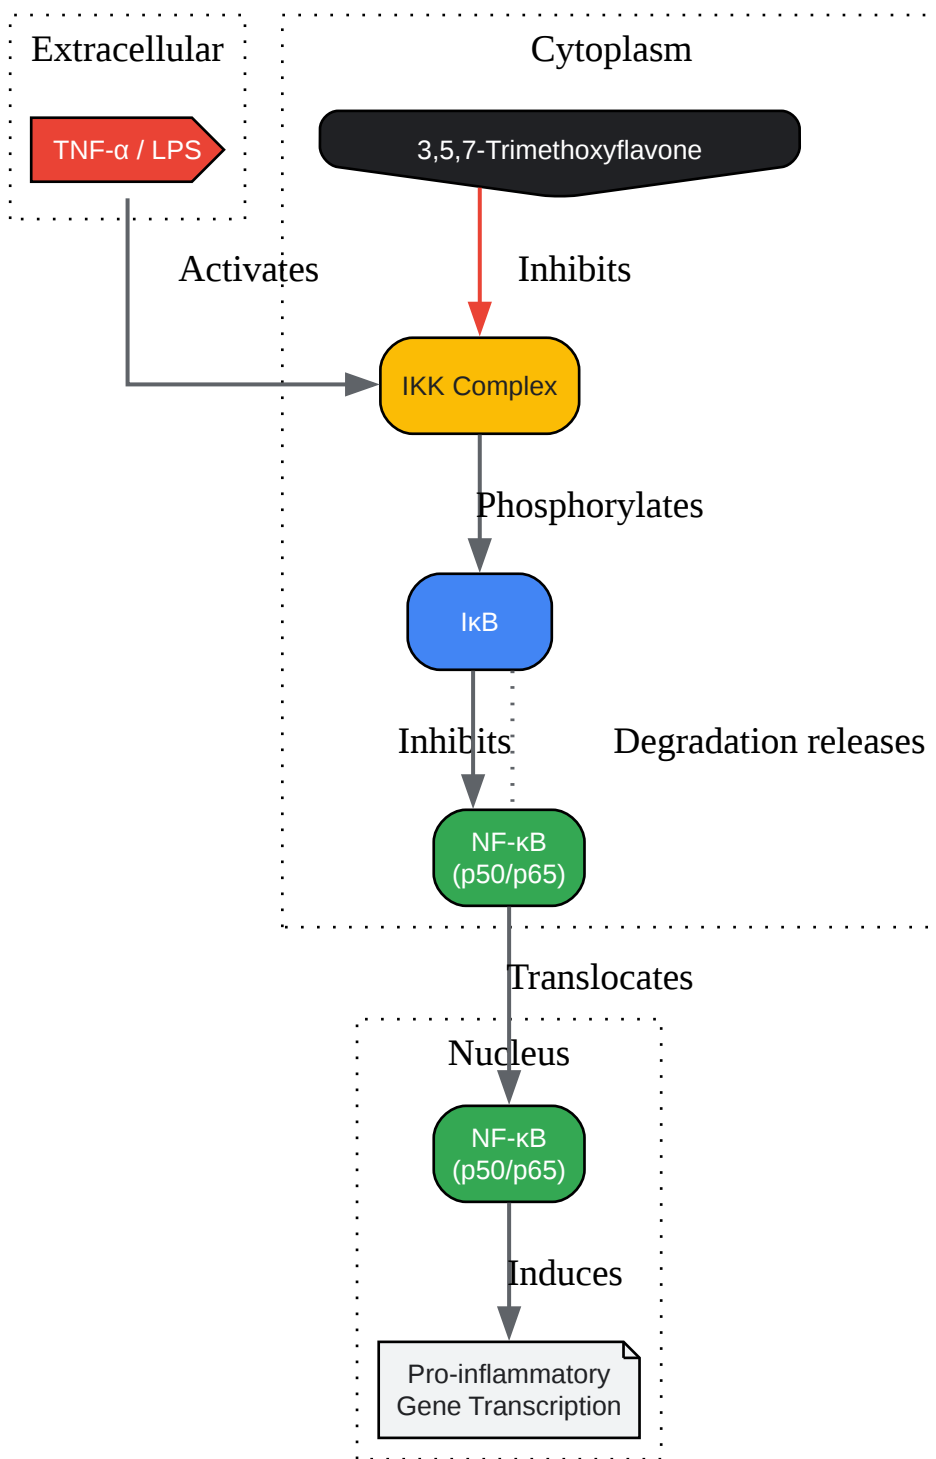 Extracellular
Cytoplasm
TNF-α / LPS
3,5,7-Trimethoxyflavone
Activates
Inhibits
IKK Complex
Phosphorylates
IκB
Inhibits
Degradation releases
NF-κB
(p50/p65)
Translocates
Nucleus
NF-κB
(p50/p65)
Induces
Pro-inflammatory
Gene Transcription